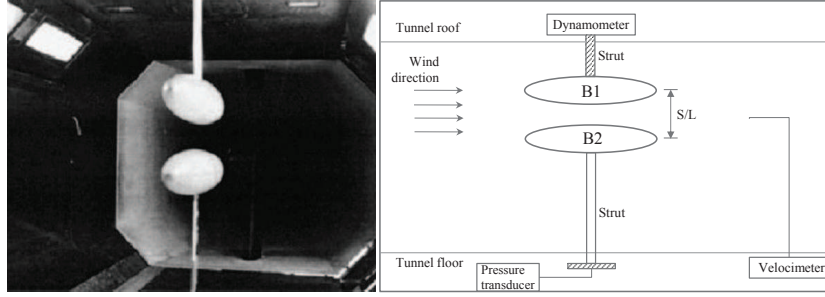 Tunnel roof
Dynamometer
Strut
Wind
direction
B1
S/L
B2
Strut
Tunnel floor
Pressure
transducer
Velocimeter